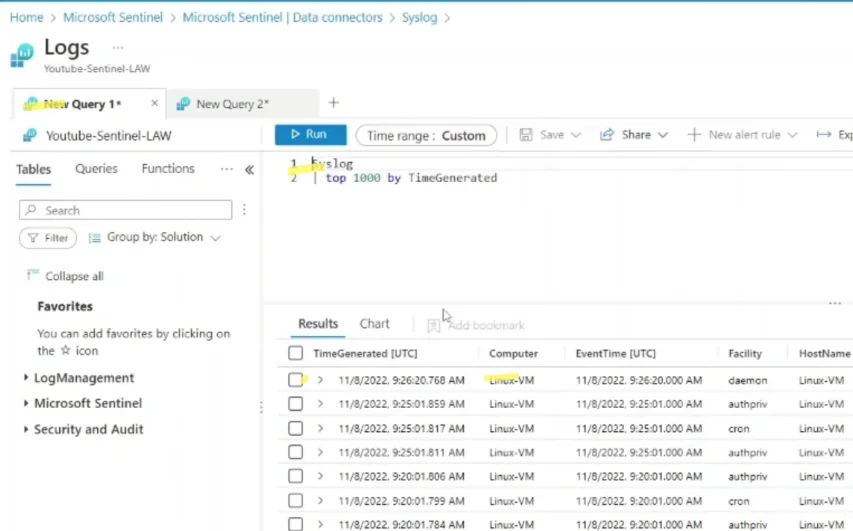 Home > Microsoft Sentinel > Microsoft Sentinel | Data connectors > Syslog >
Logs ...
Youtube-Sentinel-LAW
New Query 1* × New Query 2* +
Youtube-Sentinel-LAW Run Time range : Custom Save Share New alert rule Exp
Tables Queries Functions ... «
1 Syslog
2 | top 1000 by TimeGenerated
Search
Filter Group by: Solution
Collapse all
Favorites
You can add favorites by clicking on
the ☆ icon
LogManagement
Microsoft Sentinel
Security and Audit
...
Results Chart Add bookmark
TimeGenerated [UTC] Computer EventTime [UTC] Facility HostName
11/8/2022, 9:26:20.768 AM Linux-VM 11/8/2022, 9:26:20.000 AM daemon Linux-VM
11/8/2022, 9:25:01.859 AM Linux-VM 11/8/2022, 9:25:01.000 AM authpriv Linux-VM
11/8/2022, 9:25:01.817 AM Linux-VM 11/8/2022, 9:25:01.000 AM cron Linux-VM
11/8/2022, 9:25:01.811 AM Linux-VM 11/8/2022, 9:25:01.000 AM authpriv Linux-VM
11/8/2022, 9:20:01.806 AM Linux-VM 11/8/2022, 9:20:01.000 AM authpriv Linux-VM
11/8/2022, 9:20:01.799 AM Linux-VM 11/8/2022, 9:20:01.000 AM cron Linux-VM
11/8/2022, 9:20:01.784 AM Linux-VM 11/8/2022, 9:20:01.000 AM authpriv Linux-VM